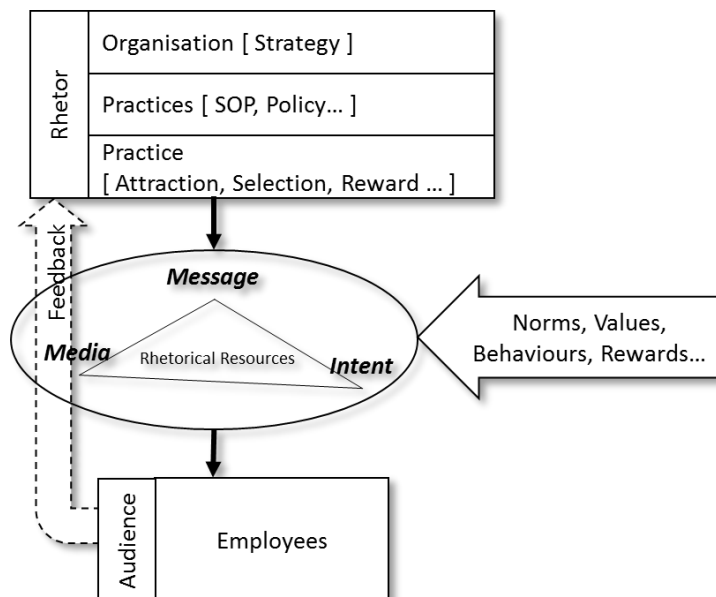 Rhetor
Organisation [ Strategy ]
Practices [ SOP, Policy... ]
Practice
[ Attraction, Selection, Reward ... ]
Feedback
Message
Media
Rhetorical Resources
Intent
Norms, Values,
Behaviours, Rewards...
Audience
Employees